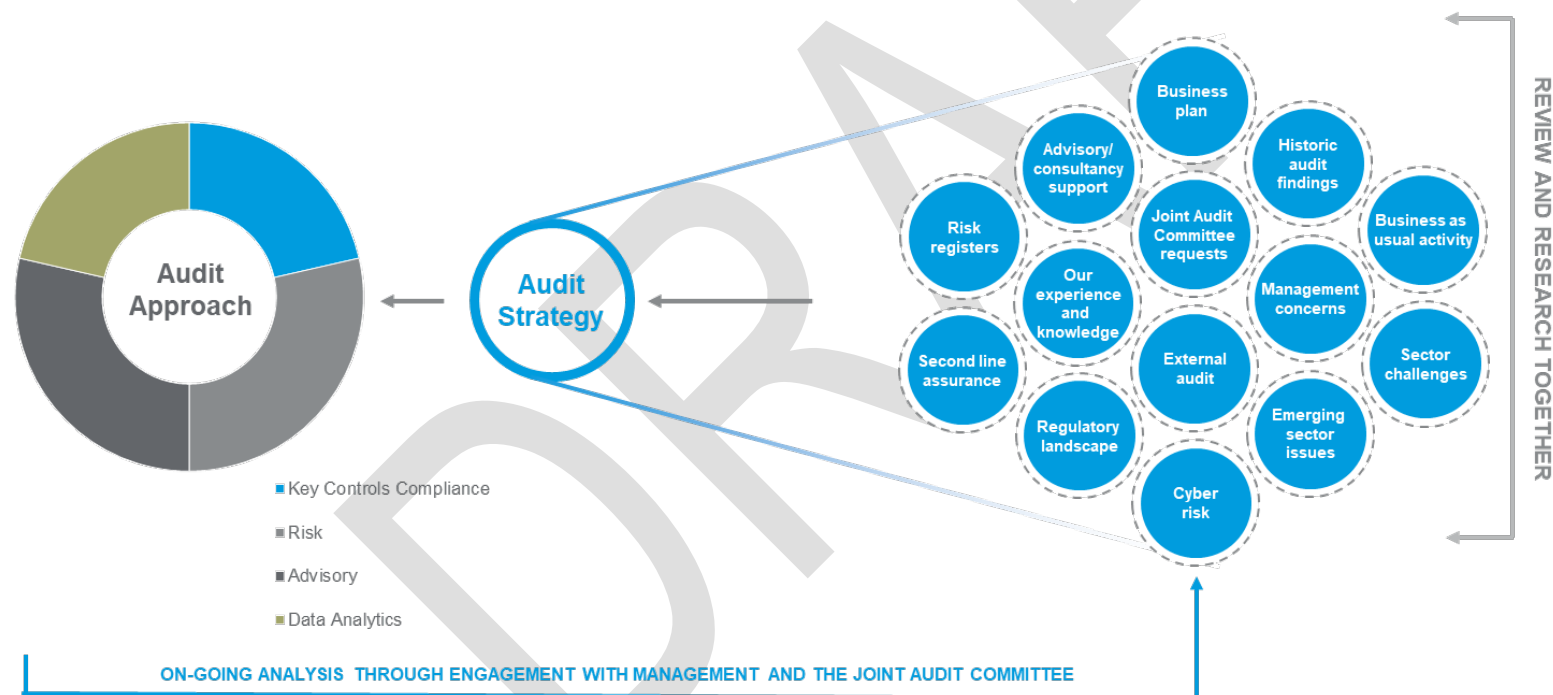 Audit
Approach
Key Controls Compliance
Risk
Advisory
Data Analytics
Audit
Strategy
Business
plan
Advisory/
consultancy
support
Historic
audit
findings
Risk
registers
Joint Audit
Committee
requests
Business as
usual activity
Our
experience
and
knowledge
Management
concerns
Second line
assurance
External
audit
Sector
challenges
Regulatory
landscape
Emerging
sector
issues
Cyber
risk
REVIEW AND RESEARCH TOGETHER
ON-GOING ANALYSIS THROUGH ENGAGEMENT WITH MANAGEMENT AND THE JOINT AUDIT COMMITTEE
DRAF